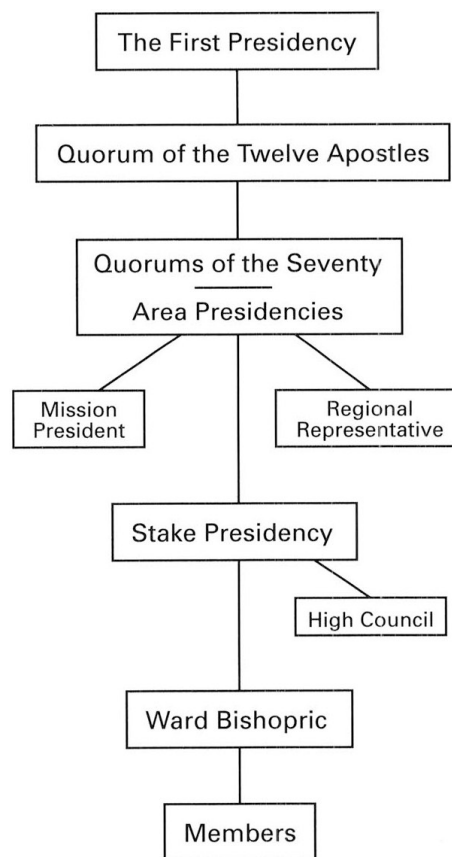 The First Presidency
Quorum of the Twelve Apostles
Quorums of the Seventy
Area Presidencies
Mission
President
Regional
Representative
Stake Presidency
High Council
Ward Bishopric
Members